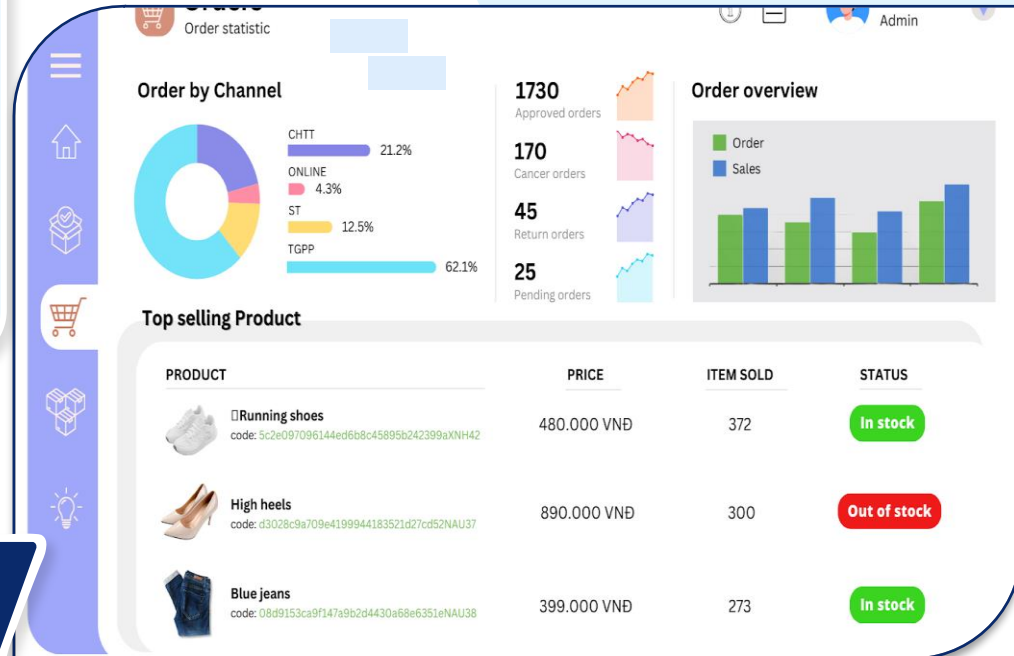 Orders
Order statistic
Admin
Order by Channel
CHTT
21.2%
ONLINE
4.3%
ST
12.5%
TGPP
62.1%
1730
Approved orders
170
Cancer orders
45
Return orders
25
Pending orders
Order overview
Order
Sales
Top selling Product
PRODUCT PRICE ITEM SOLD STATUS
Running shoes
code: 5c2e097096144ed6b8c45895b242399aXNH42
480.000 VNĐ 372 In stock
High heels
code: d3028c9a709e4199944183521d27cd52NAU37
890.000 VNĐ 300 Out of stock
Blue jeans
code: 08d9153ca9f147a9b2d4430a68e6351eNAU38
399.000 VNĐ 273 In stock